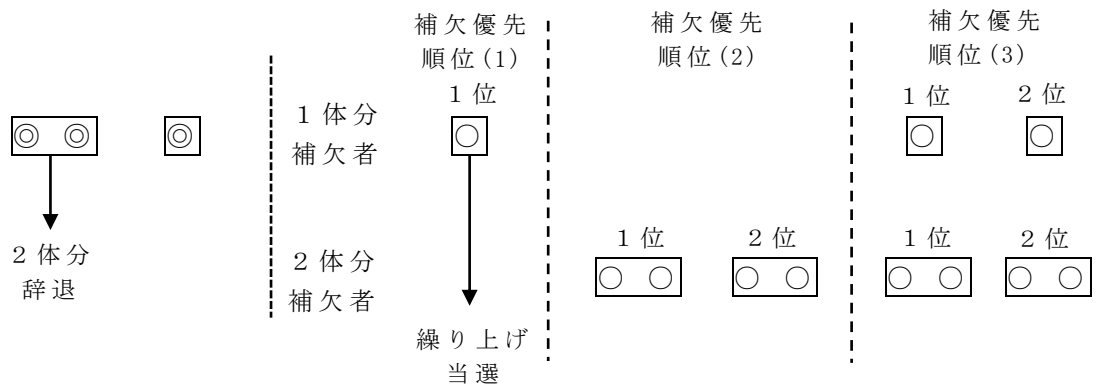 補欠優先
順位(1)
補欠優先
順位(2)
補欠優先
順位(3)
1体分
補欠者
1位
1位
2位
2体分
辞退
2体分
補欠者
1位
2位
1位
2位
繰り上げ
当選